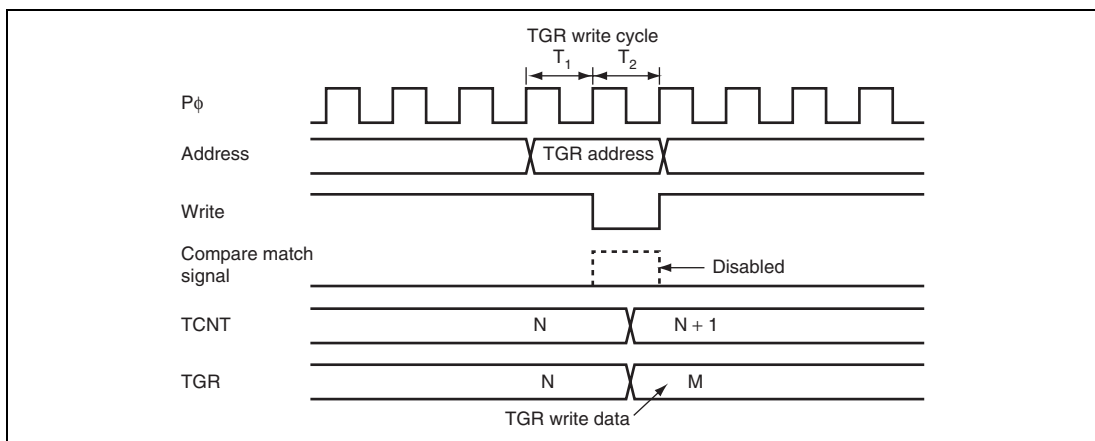 TGR write cycle
T1 T2
Pϕ
Address TGR address
Write
Compare match
signal
Disabled
TCNT N N + 1
TGR N M
TGR write data